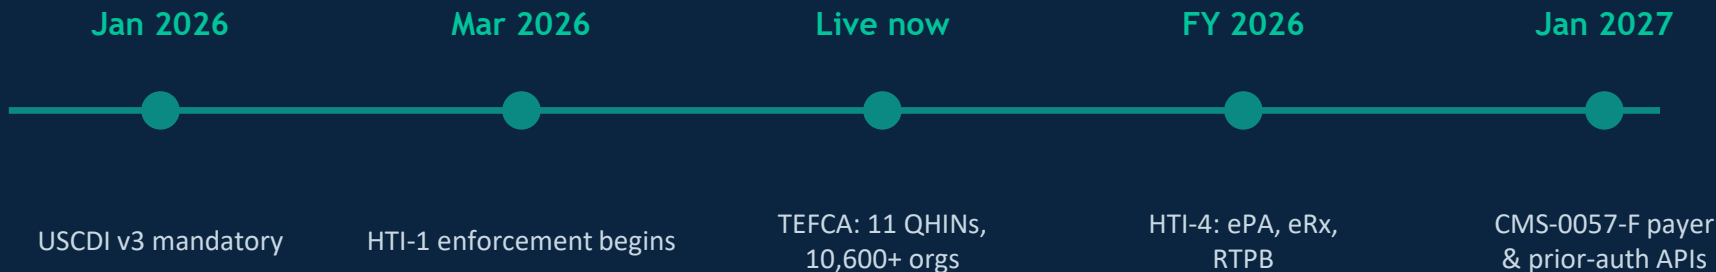 Jan 2026
USCDI v3 mandatory
Mar 2026
HTI-1 enforcement begins
Live now
TEFCA: 11 QHINs,
10,600+ orgs
FY 2026
HTI-4: ePA, eRx,
RTPB
Jan 2027
CMS-0057-F payer
& prior-auth APIs